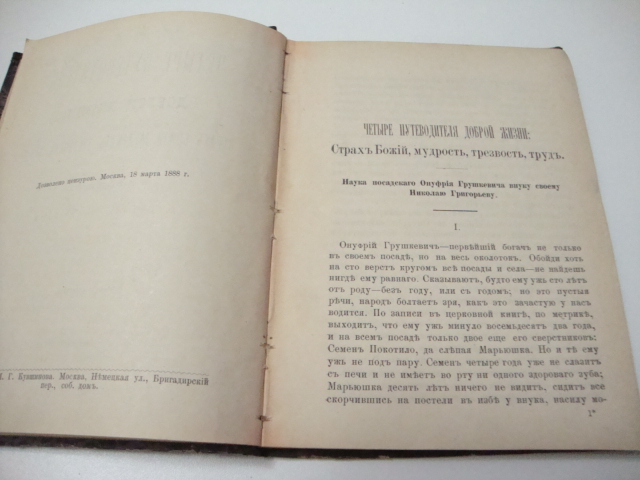 Дозволено цензурою. Москва, 18 марта 1888 г.
Г. Кушнерева. Москва, Нѣмецкая ул., Бригадирскій
пер., соб. домъ.
ЧЕТЫРЕ ПУТЕВОДИТЕЛЯ ДОБРОЙ ЖИЗНИ:
Страхъ Божій, мудрость, трезвость, трудъ.
Наука посадскаго Онуфрія Грушкевича внуку своему
Николаю Григорьеву.
I.
Онуфрій Грушкевичъ—первѣйшій богачъ не только
въ своемъ посадѣ, но на весь околотокъ. Обойди хоть
на сто верстъ кругомъ всѣ посады и села—не найдешь
нигдѣ ему равнаго. Сказываютъ, будто ему ужъ сто лѣтъ
отъ роду—безъ году, или съ годомъ; но это пустыя
рѣчи, народъ болтаетъ зря, какъ это зачастую у насъ
водится. По записи въ церковной книгѣ, по метрикѣ,
выходитъ, что ему ужъ минуло восемьдесятъ два года,
и на всемъ посадѣ только двое еще его сверстниковъ:
Семенъ Покотило, да слѣпая Марьюшка. Но и тѣ ему
ужъ не подъ пару. Семенъ четыре года уже не слазитъ
съ печи и не имѣетъ во рту ни одного здороваго зуба;
Марьюшка десять лѣтъ ничего не видитъ, сидитъ все
скорчившись на постели въ избѣ у внука, насилу мо-
1*